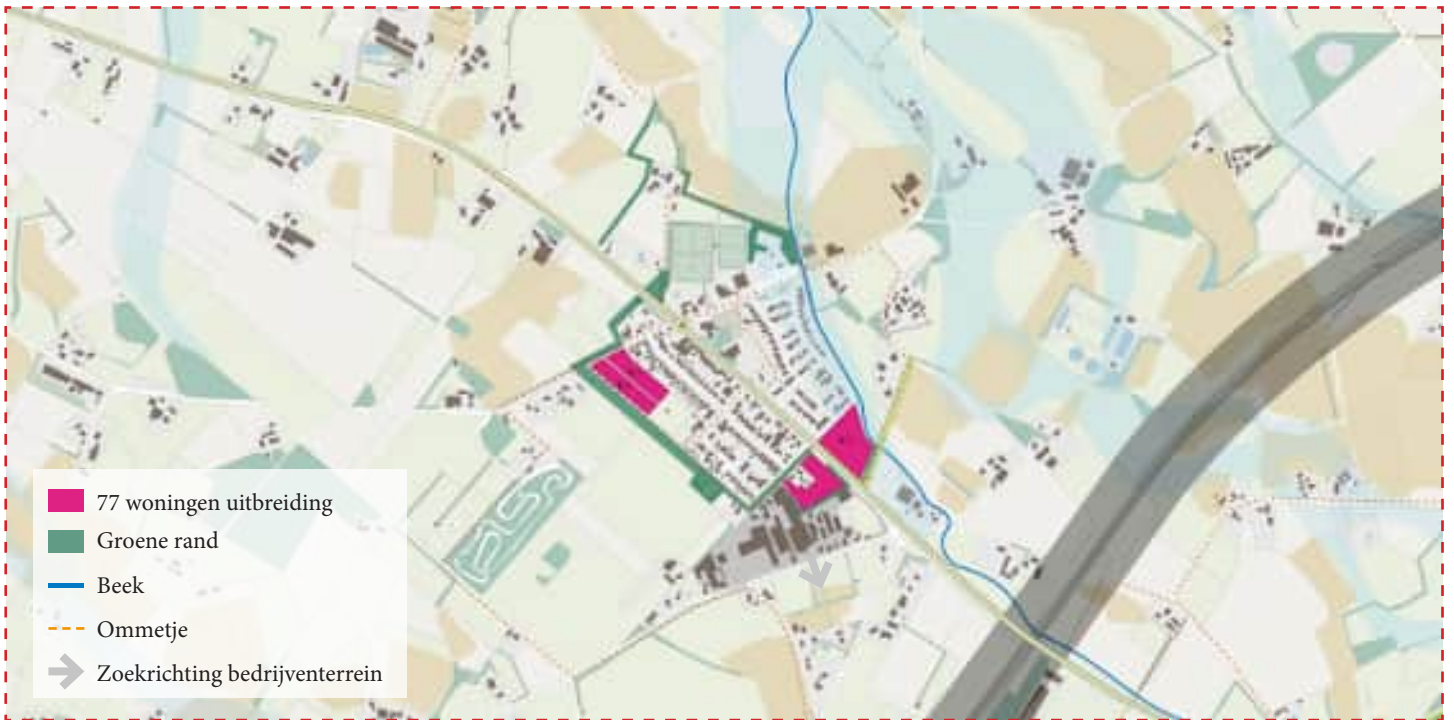 77 woningen uitbreiding
Groene rand
Beek
Ommetje
Zoekrichting bedrijventerrein